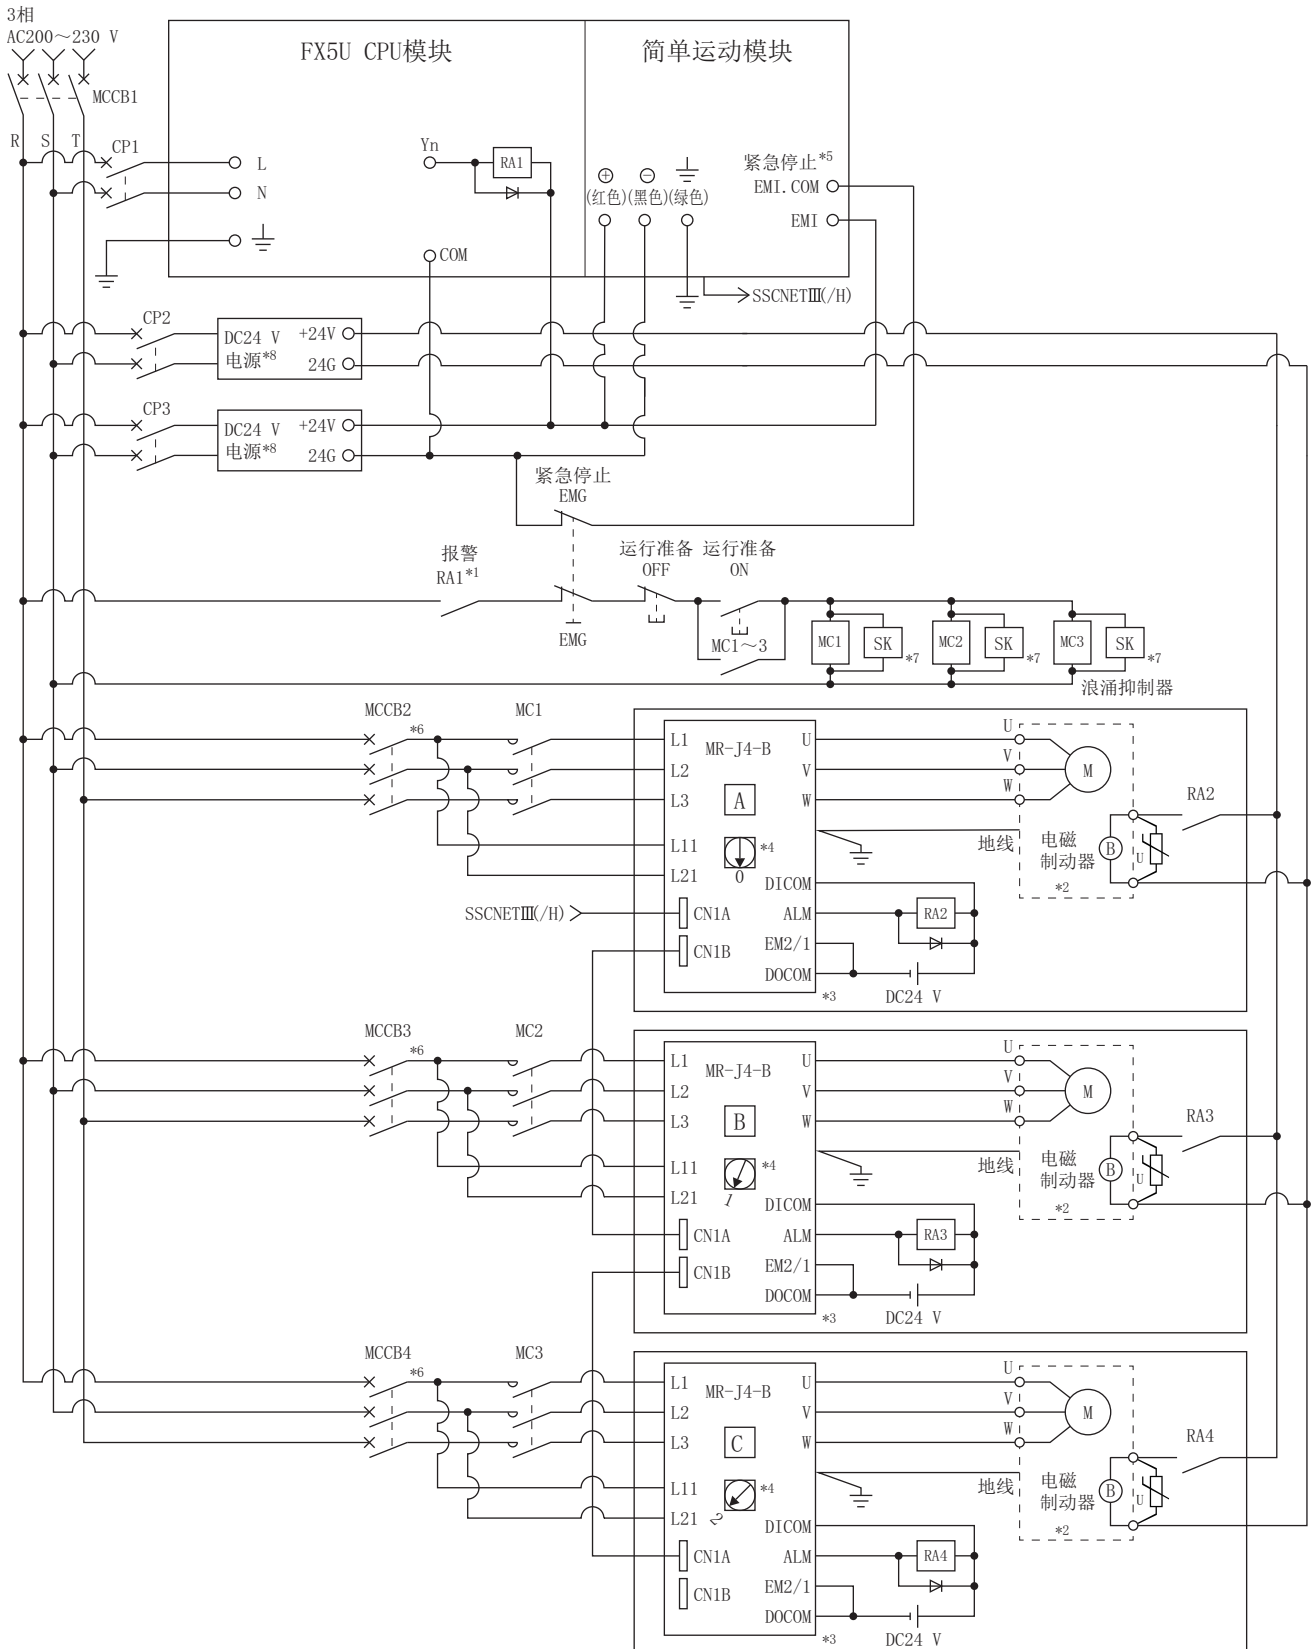 3相
AC200～230 V
MCCB1
R S T
FX5U CPU模块
简单运动模块
CP1
L
N
Yn
RA1
COM
(红色)(黑色)(绿色)
紧急停止*5
EMI.COM
EMI
SSCNETⅢ(/H)
CP2
DC24 V
电源*8
+24V
24G
CP3
DC24 V
电源*8
+24V
24G
紧急停止
EMG
报警
RA1*1
EMG
运行准备
OFF
运行准备
ON
MC1～3
MC1
SK
*7
MC2
SK
*7
MC3
SK
*7
浪涌抑制器
MCCB2
*6
MC1
L1
L2
L3
L11
L21
CN1A
CN1B
SSCNETⅢ(/H)
MR-J4-B
A
*4
0
U
V
W
DICOM
ALM
EM2/1
DOCOM
*3
U
V
W
M
地线
电磁
制动器
*2
B
U
RA2
RA2
DC24 V
MCCB3
*6
MC2
L1
L2
L3
L11
L21
CN1A
CN1B
MR-J4-B
B
*4
1
U
V
W
DICOM
ALM
EM2/1
DOCOM
*3
U
V
W
M
地线
电磁
制动器
*2
B
U
RA3
RA3
DC24 V
MCCB4
*6
MC3
L1
L2
L3
L11
L21
CN1A
CN1B
MR-J4-B
C
*4
2
U
V
W
DICOM
ALM
EM2/1
DOCOM
*3
U
V
W
M
地线
电磁
制动器
*2
B
U
RA4
RA4
DC24 V